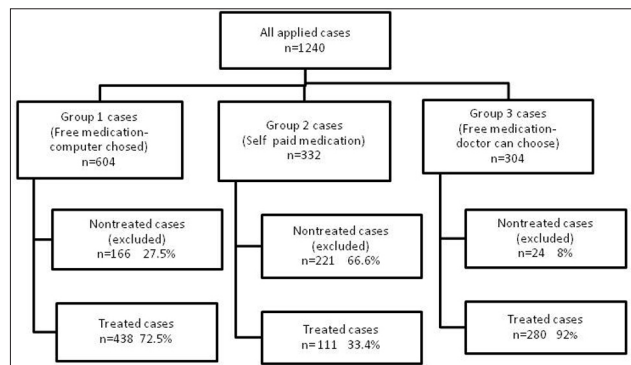 All applied cases
n=1240
Group 1 cases
(Free medication-
computer chosed)
n=604
Group 2 cases
(Self paid medication)
n=332
Group 3 cases
(Free medication-
doctor can choose)
n=304
Nontreated cases
(excluded)
n=166 27.5%
Nontreated cases
(excluded)
n=221 66.6%
Nontreated cases
(excluded)
n=24 8%
Treated cases
n=438 72.5%
Treated cases
n=111 33.4%
Treated cases
n=280 92%